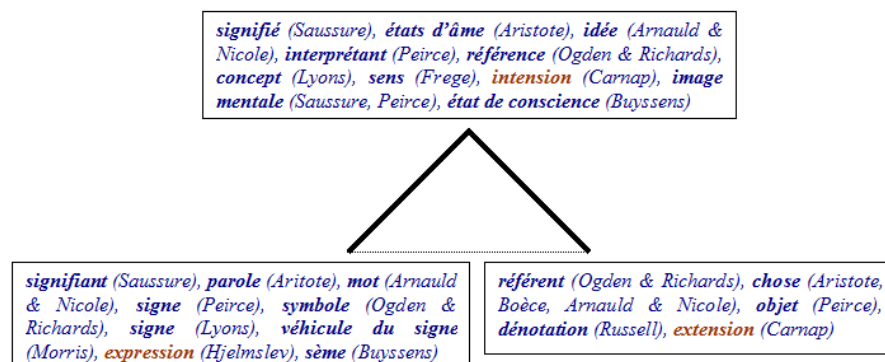 signifié (Saussure), états d’âme (Aristote), idée (Arnauld &
Nicole), interprétant (Peirce), référence (Ogden & Richards),
concept (Lyons), sens (Frege), intension (Carnap), image
mentale (Saussure, Peirce), état de conscience (Buyssens)
signifiant (Saussure), parole (Aritote), mot (Arnauld
& Nicole), signe (Peirce), symbole (Ogden &
Richards), signe (Lyons), véhicule du signe
(Morris), expression (Hjelmslev), sème (Buyssens)
référent (Ogden & Richards), chose (Aristote,
Boèce, Arnauld & Nicole), objet (Peirce),
dénotation (Russell), extension (Carnap)